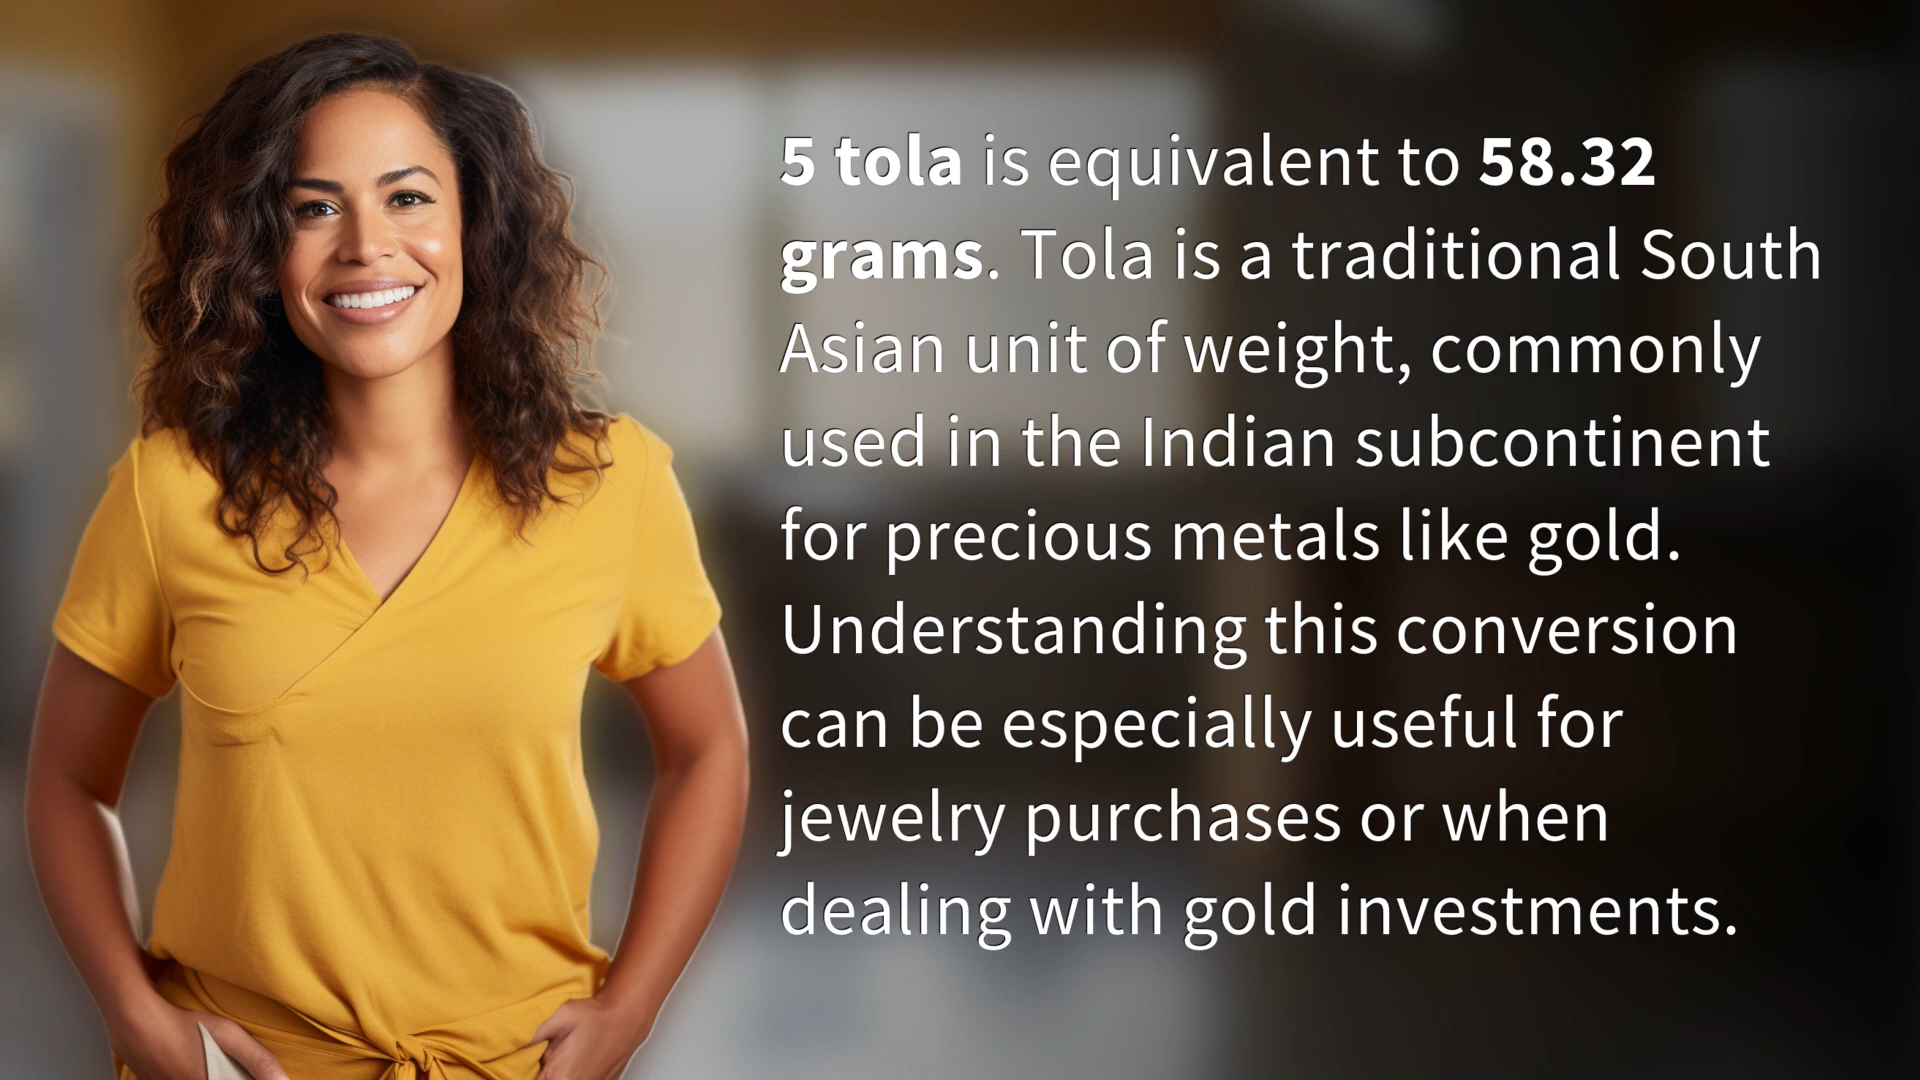 5 tola is equivalent to 58.32
grams. Tola is a traditional South
Asian unit of weight, commonly
used in the Indian subcontinent
for precious metals like gold.
Understanding this conversion
can be especially useful for
jewelry purchases or when
dealing with gold investments.